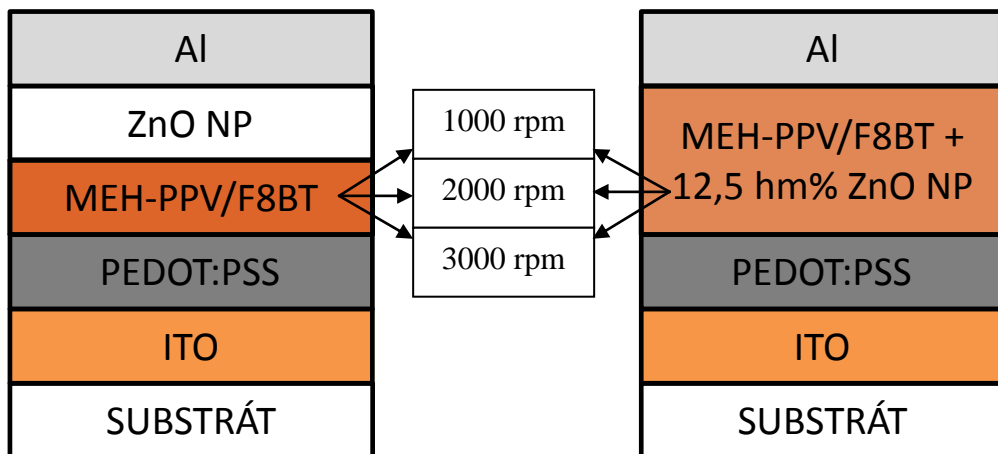 Al
ZnO NP
MEH-PPV/F8BT
PEDOT:PSS
ITO
SUBSTRÁT
1000 rpm
2000 rpm
3000 rpm
Al
MEH-PPV/F8BT +
12,5 hm% ZnO NP
PEDOT:PSS
ITO
SUBSTRÁT